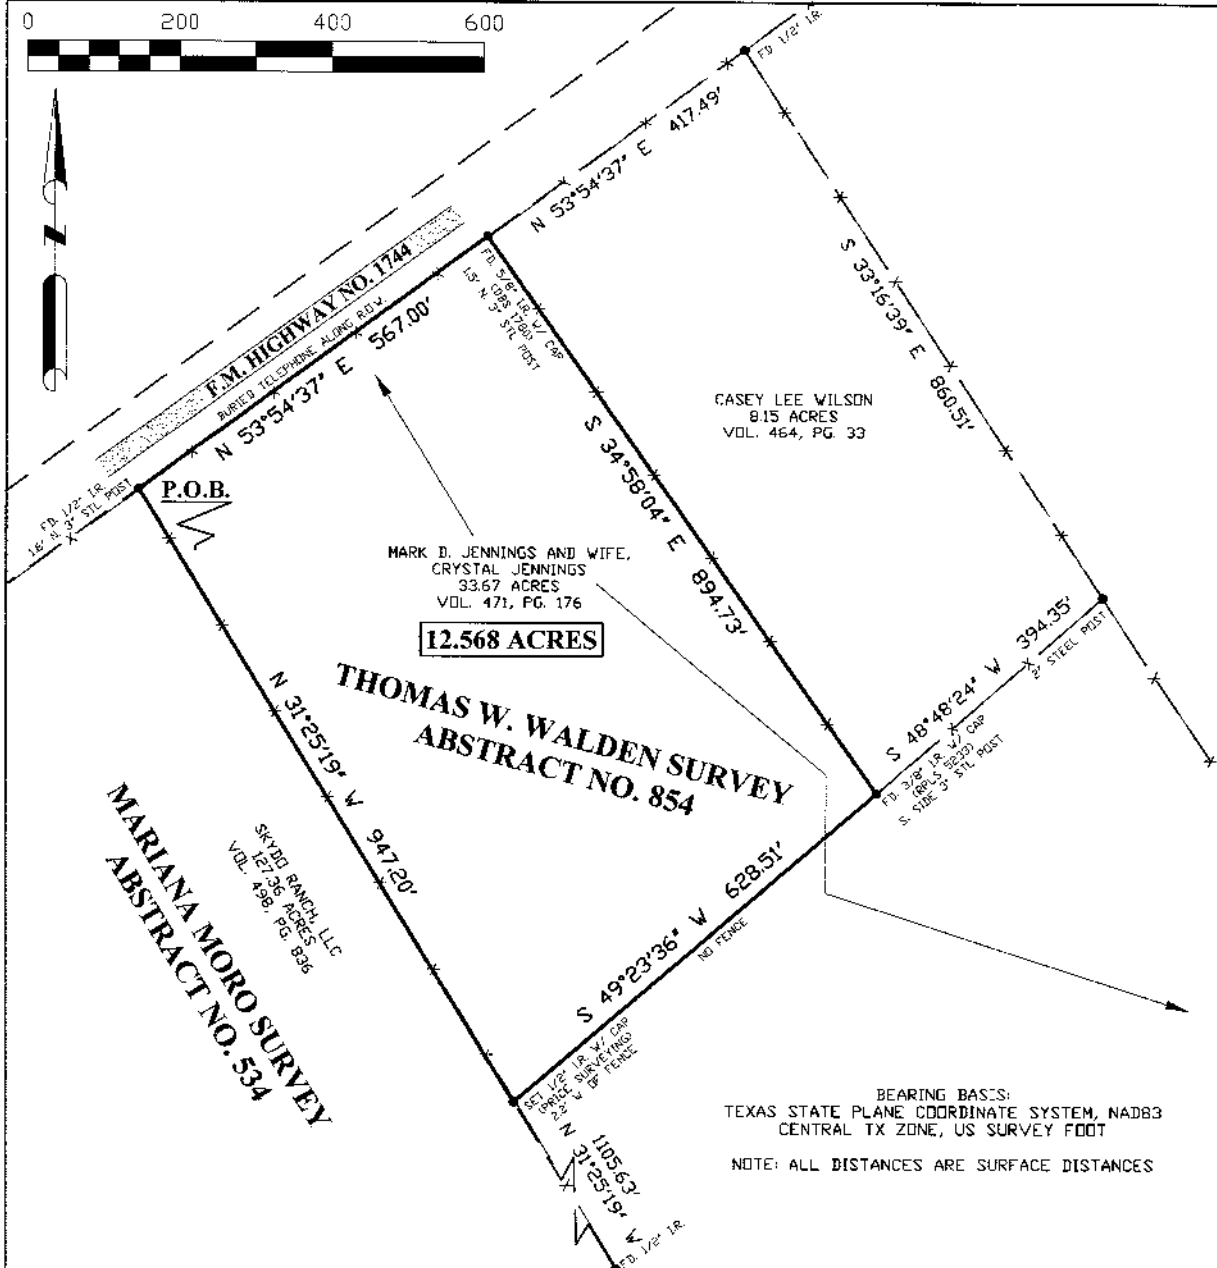 0 200 400 600
FD 1/2" I.R.
N 53°54'37" E 417.49'
N
F.M. HIGHWAY NO. 1744
BURIED TELEPHONE ALONG R.O.W.
N 53°54'37" E 567.00'
FD. 5/8" I.R. W/ CAP
(DBS 1780)
1.5' N. 3" STL POST
S 33°16'39" E 860.51'
CASEY LEE WILSON
8.15 ACRES
VOL. 464, PG. 33
FD. 1/2" I.R.
1.6' N. 3" STL POST
P.O.B.
S 34°58'04" E 894.73'
MARK D. JENNINGS AND WIFE,
CRYSTAL JENNINGS
33.67 ACRES
VOL. 471, PG. 176
12.568 ACRES
THOMAS W. WALDEN SURVEY
ABSTRACT NO. 854
S 48°48'24" W 394.35'
2" STEEL POST
FD. 3/8" I.R. W/ CAP
(RPLS 5233)
S. SIDE 3" STL POST
N 31°25'19" W 947.20'
MARIANA MORO SURVEY
ABSTRACT NO. 534
SKYDO RANCH, LLC
127.36 ACRES
VOL. 498, PG. 836
S 49°23'36" W 628.51'
NO FENCE
SET 1/2" I.R. W/ CAP
(PRICE SURVEYING)
2.2' W OF FENCE
1105.63'
N 31°25'19" W
FD. 1/2" I.R.
BEARING BASIS:
TEXAS STATE PLANE COORDINATE SYSTEM, NAD83
CENTRAL TX ZONE, US SURVEY FOOT
NOTE: ALL DISTANCES ARE SURFACE DISTANCES